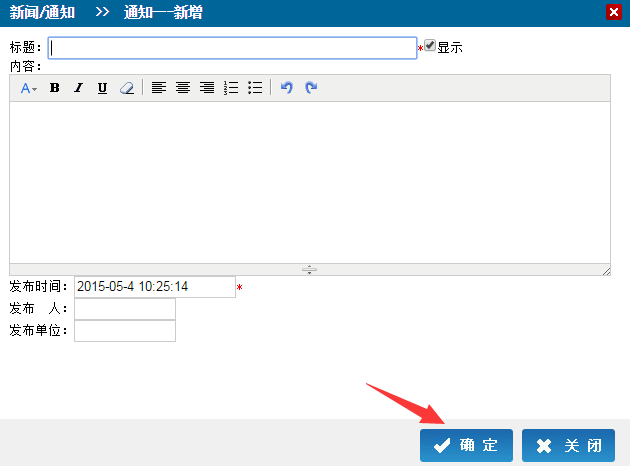 新闻/通知 >> 通知—新增
标题: *显示
内容:
A B I U
发布时间: 2015-05-4 10:25:14 *
发布 人:
发布单位:
确 定 关 闭